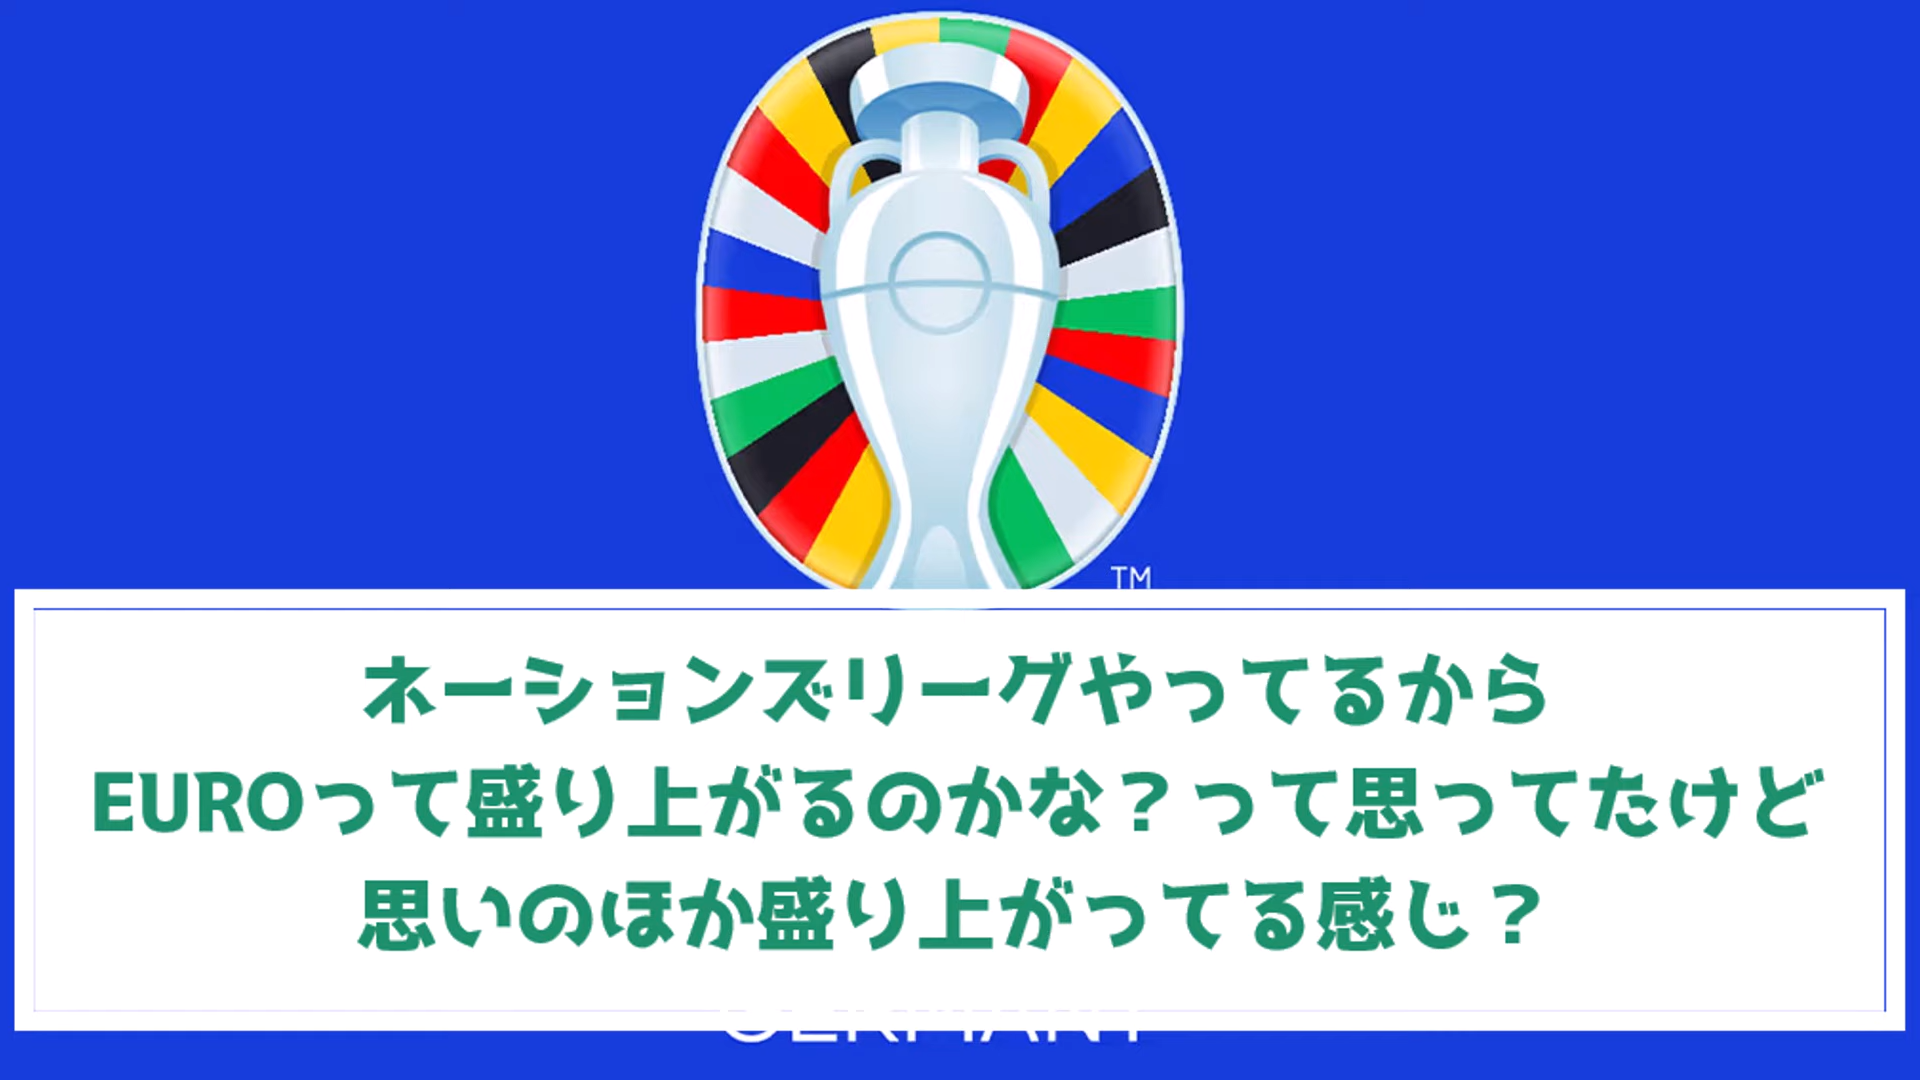 TM
ネーションズリーグやってるから
EUROって盛り上がるのかな？って思ってたけど
思いのほか盛り上がってる感じ？
GERMANY